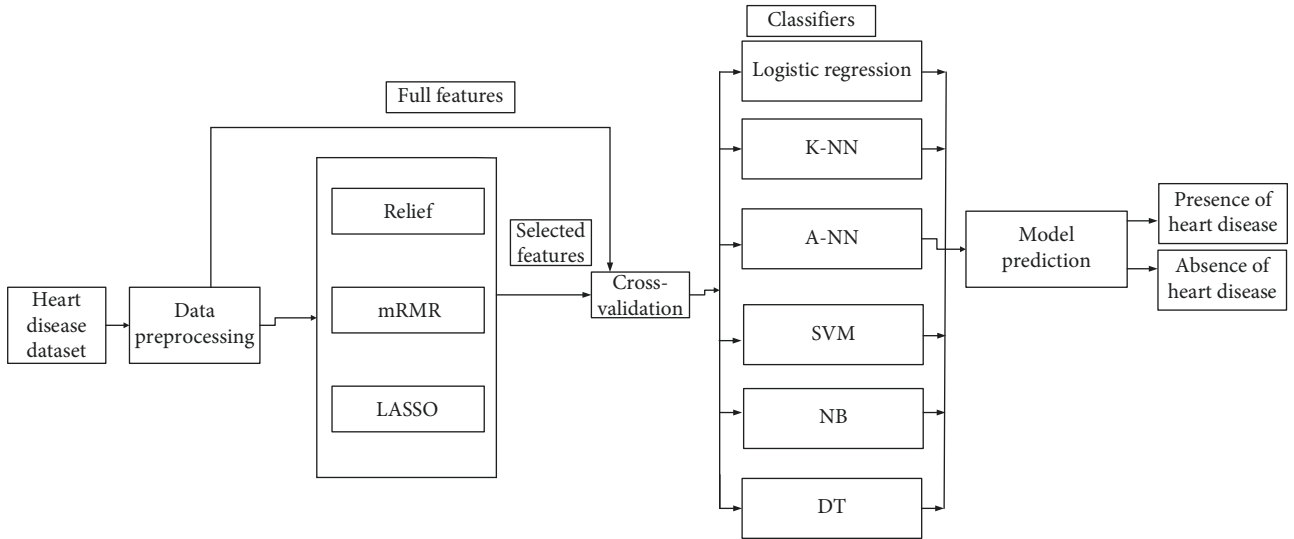 Classifiers
Logistic regression
Full features
K-NN
Relief
Selected
features
A-NN
Model
prediction
Presence of
heart disease
Absence of
heart disease
Heart
disease
dataset
Data
preprocessing
mRMR
Cross-
validation
SVM
LASSO
NB
DT